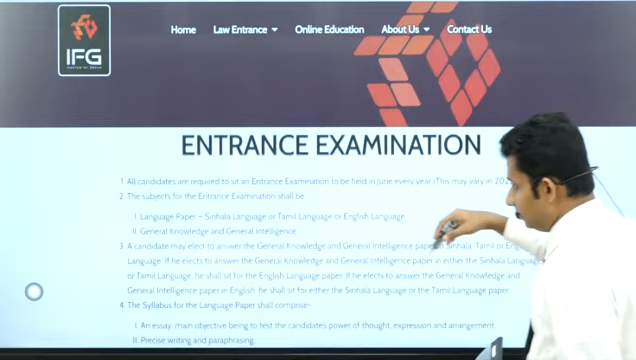 IFG
Home Law Entrance Online Education About Us Contact Us
ENTRANCE EXAMINATION
1. All candidates are required to sit an Entrance Examination to be held in June every year (This may vary in 202
2. The subjects for the Entrance Examination shall be
I. Language Paper – Sinhala Language or Tamil Language or English Language
II. General Knowledge and General Intelligence.
3. A candidate may elect to answer the General Knowledge and General Intelligence paper in Sinhala, Tamil or
Language. If he elects to answer the General Knowledge and General Intelligence paper in either the Sinhala
or Tamil Language, he shall sit for the English Language paper. If he elects to answer the General Knowledge and
General Intelligence paper in English, he shall sit for either the Sinhala Language or the Tamil Language paper.
4. The Syllabus for the Language Paper shall comprise:-
I. An essay, main objective being to test the candidate's power of thought, expression and arrangement
II. Precise writing and paraphrasing.